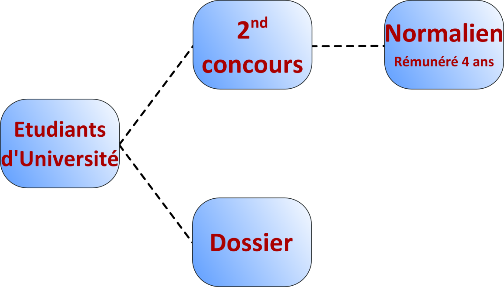 2nd
concours
Normalien
Rémunéré 4 ans
Etudiants
d'Université
Dossier